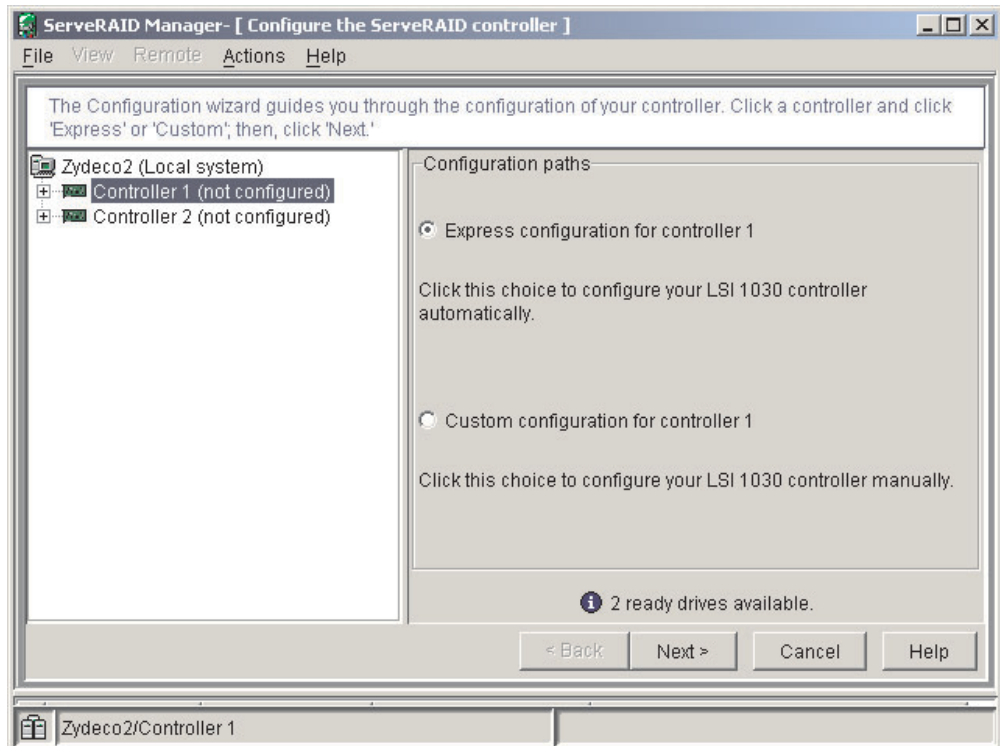 ServeRAID Manager- [ Configure the ServeRAID controller ]
File View Remote Actions Help
The Configuration wizard guides you through the configuration of your controller. Click a controller and click
'Express' or 'Custom'; then, click 'Next.'
Zydeco2 (Local system)
Controller 1 (not configured)
Controller 2 (not configured)
Configuration paths
Express configuration for controller 1
Click this choice to configure your LSI 1030 controller
automatically.
Custom configuration for controller 1
Click this choice to configure your LSI 1030 controller manually.
2 ready drives available.
< Back Next > Cancel Help
Zydeco2/Controller 1